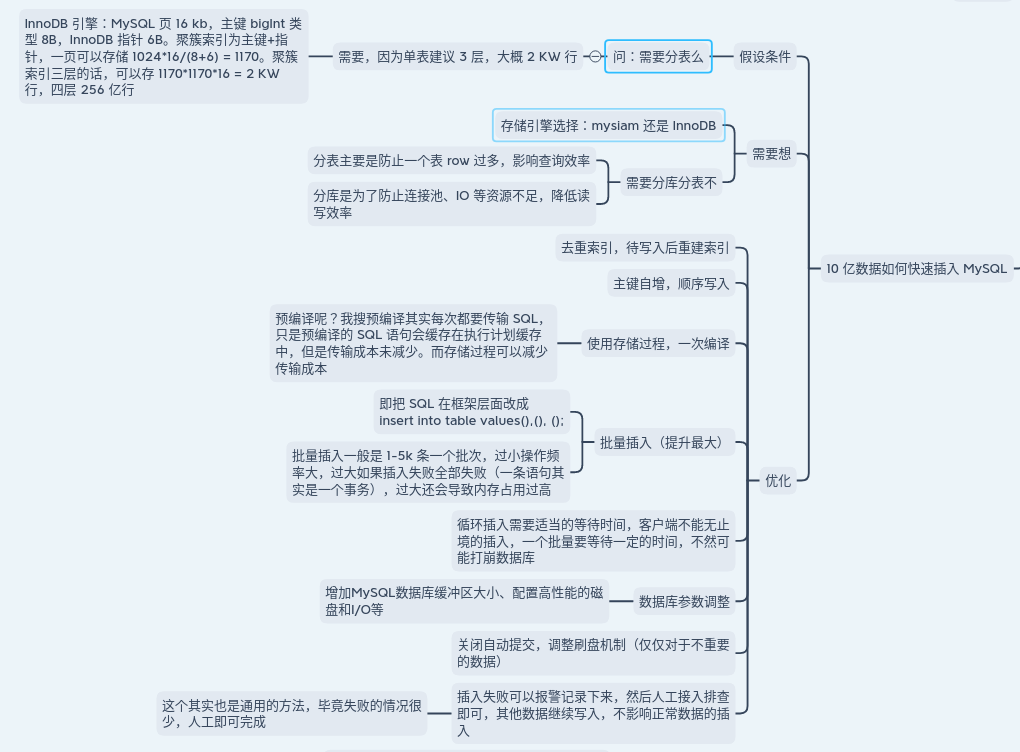 InnoDB 引擎：MySQL 页 16 kb，主键 bigInt 类
型 8B，InnoDB 指针 6B。聚簇索引为主键+指
针，一页可以存储 1024*16/(8+6) = 1170。聚簇
索引三层的话，可以存 1170*1170*16 = 2 KW
行，四层 256 亿行
需要，因为单表建议 3 层，大概 2 KW 行
问：需要分表么
假设条件
存储引擎选择：mysiam 还是 InnoDB
分表主要是防止一个表 row 过多，影响查询效率
分库是为了防止连接池、IO 等资源不足，降低读
写效率
需要分库分表不
需要想
10 亿数据如何快速插入 MySQL
去重索引，待写入后重建索引
主键自增，顺序写入
预编译呢？我搜预编译其实每次都要传输 SQL，
只是预编译的 SQL 语句会缓存在执行计划缓存
中，但是传输成本未减少。而存储过程可以减少
传输成本
使用存储过程，一次编译
即把 SQL 在框架层面改成
insert into table values(),(), ();
批量插入一般是 1-5k 条一个批次，过小操作频
率大，过大如果插入失败全部失败（一条语句其
实是一个事务），过大还会导致内存占用过高
批量插入（提升最大）
优化
循环插入需要适当的等待时间，客户端不能无止
境的插入，一个批量要等待一定的时间，不然可
能打崩数据库
增加MySQL数据库缓冲区大小、配置高性能的磁
盘和I/O等
数据库参数调整
关闭自动提交，调整刷盘机制（仅仅对于不重要
的数据）
这个其实也是通用的方法，毕竟失败的情况很
少，人工即可完成
插入失败可以报警记录下来，然后人工接入排查
即可，其他数据继续写入，不影响正常数据的插
入